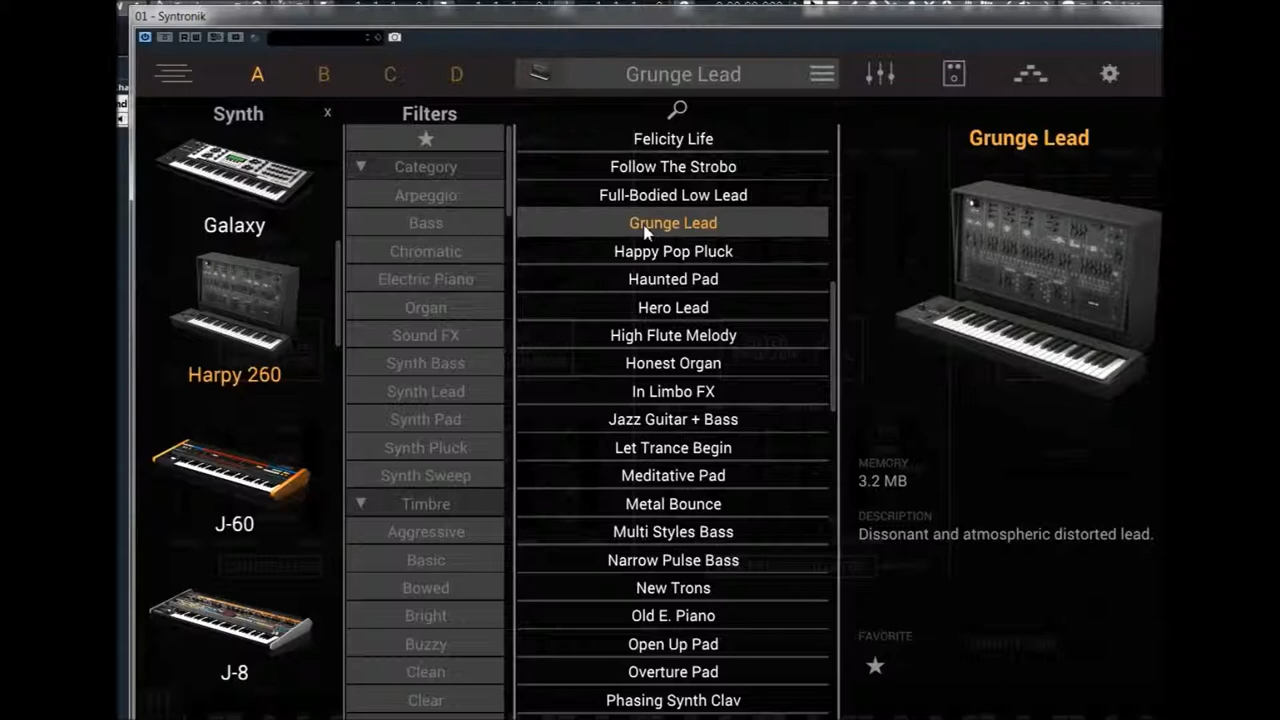 01 - Syntronik
A
B
C
D
Grunge Lead
Synth
x
Filters
Galaxy
Harpy 260
J-60
J-8
Category
Arpeggio
Bass
Chromatic
Electric Piano
Organ
Sound FX
Synth Bass
Synth Lead
Synth Pad
Synth Pluck
Synth Sweep
Timbre
Aggressive
Basic
Bowed
Bright
Buzzy
Clean
Clear
Felicity Life
Follow The Strobo
Full-Bodied Low Lead
Grunge Lead
Happy Pop Pluck
Haunted Pad
Hero Lead
High Flute Melody
Honest Organ
In Limbo FX
Jazz Guitar + Bass
Let Trance Begin
Meditative Pad
Metal Bounce
Multi Styles Bass
Narrow Pulse Bass
New Trons
Old E. Piano
Open Up Pad
Overture Pad
Phasing Synth Clav
Grunge Lead
MEMORY
3.2 MB
DESCRIPTION
Dissonant and atmospheric distorted lead.
FAVORITE